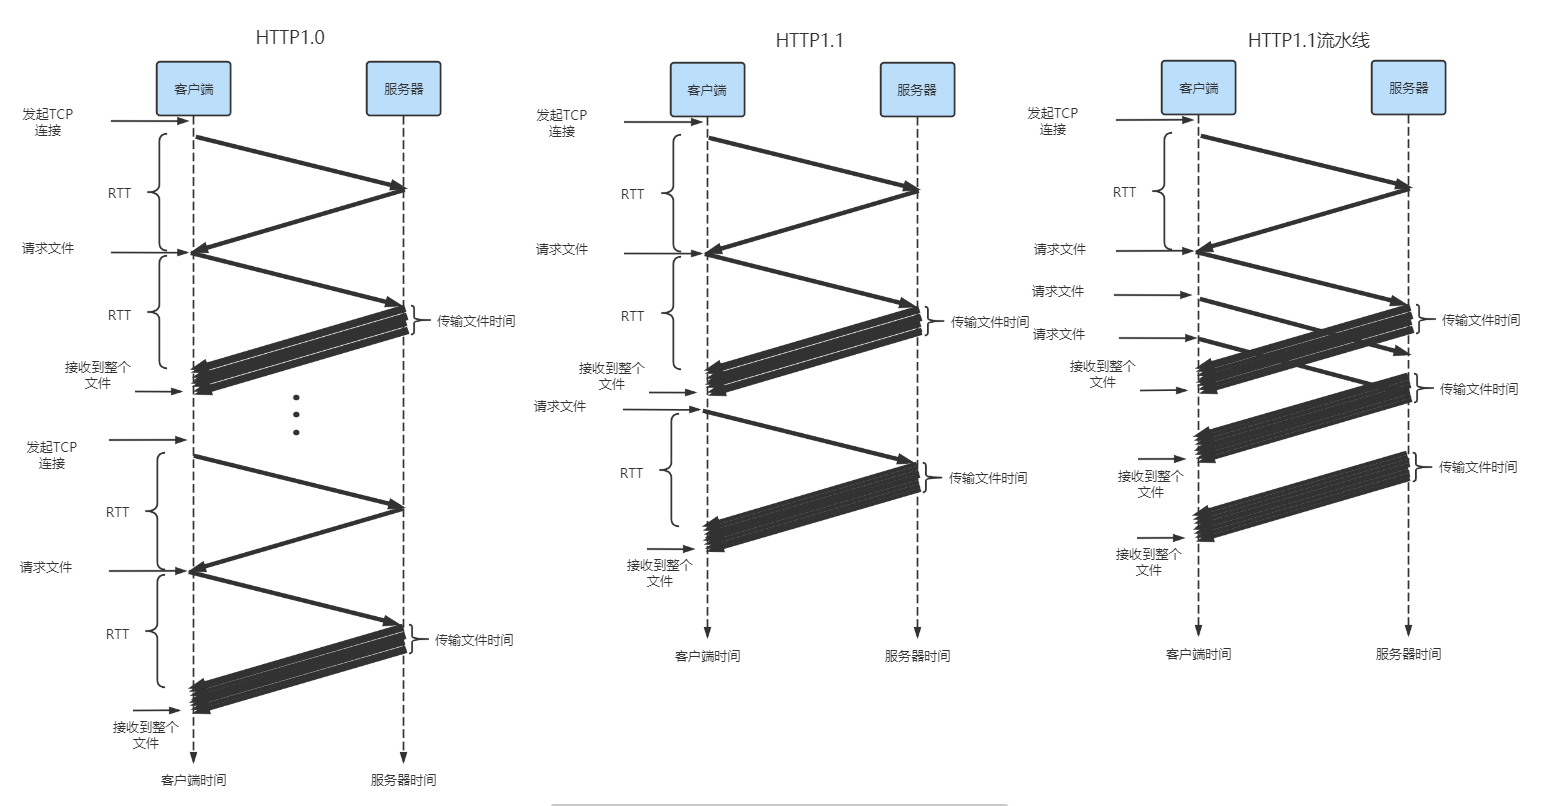 HTTP1.0
客户端
服务器
发起TCP
连接
RTT
请求文件
RTT
传输文件时间
接收到整个
文件
发起TCP
连接
RTT
请求文件
RTT
传输文件时间
接收到整个
文件
客户端时间
服务器时间
HTTP1.1
客户端
服务器
发起TCP
连接
RTT
请求文件
RTT
传输文件时间
接收到整个
文件
请求文件
RTT
传输文件时间
接收到整个
文件
客户端时间
服务器时间
HTTP1.1流水线
客户端
服务器
发起TCP
连接
RTT
请求文件
请求文件
传输文件时间
请求文件
接收到整个
文件
传输文件时间
接收到整个
文件
传输文件时间
接收到整个
文件
客户端时间
服务器时间